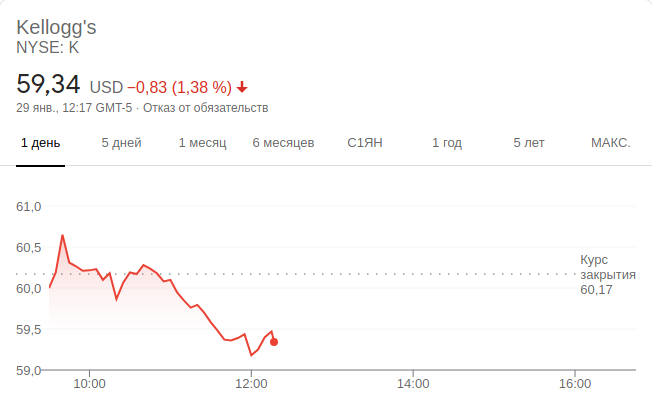 Kellogg's
NYSE: K
59,34 USD −0,83 (1,38 %)
29 янв., 12:17 GMT-5 · Отказ от обязательств
1 день 5 дней 1 месяц 6 месяцев С1ЯН 1 год 5 лет МАКС.
61,0
60,5
60,0
59,5
59,0
Курс
закрытия
60,17
10:00 12:00 14:00 16:00